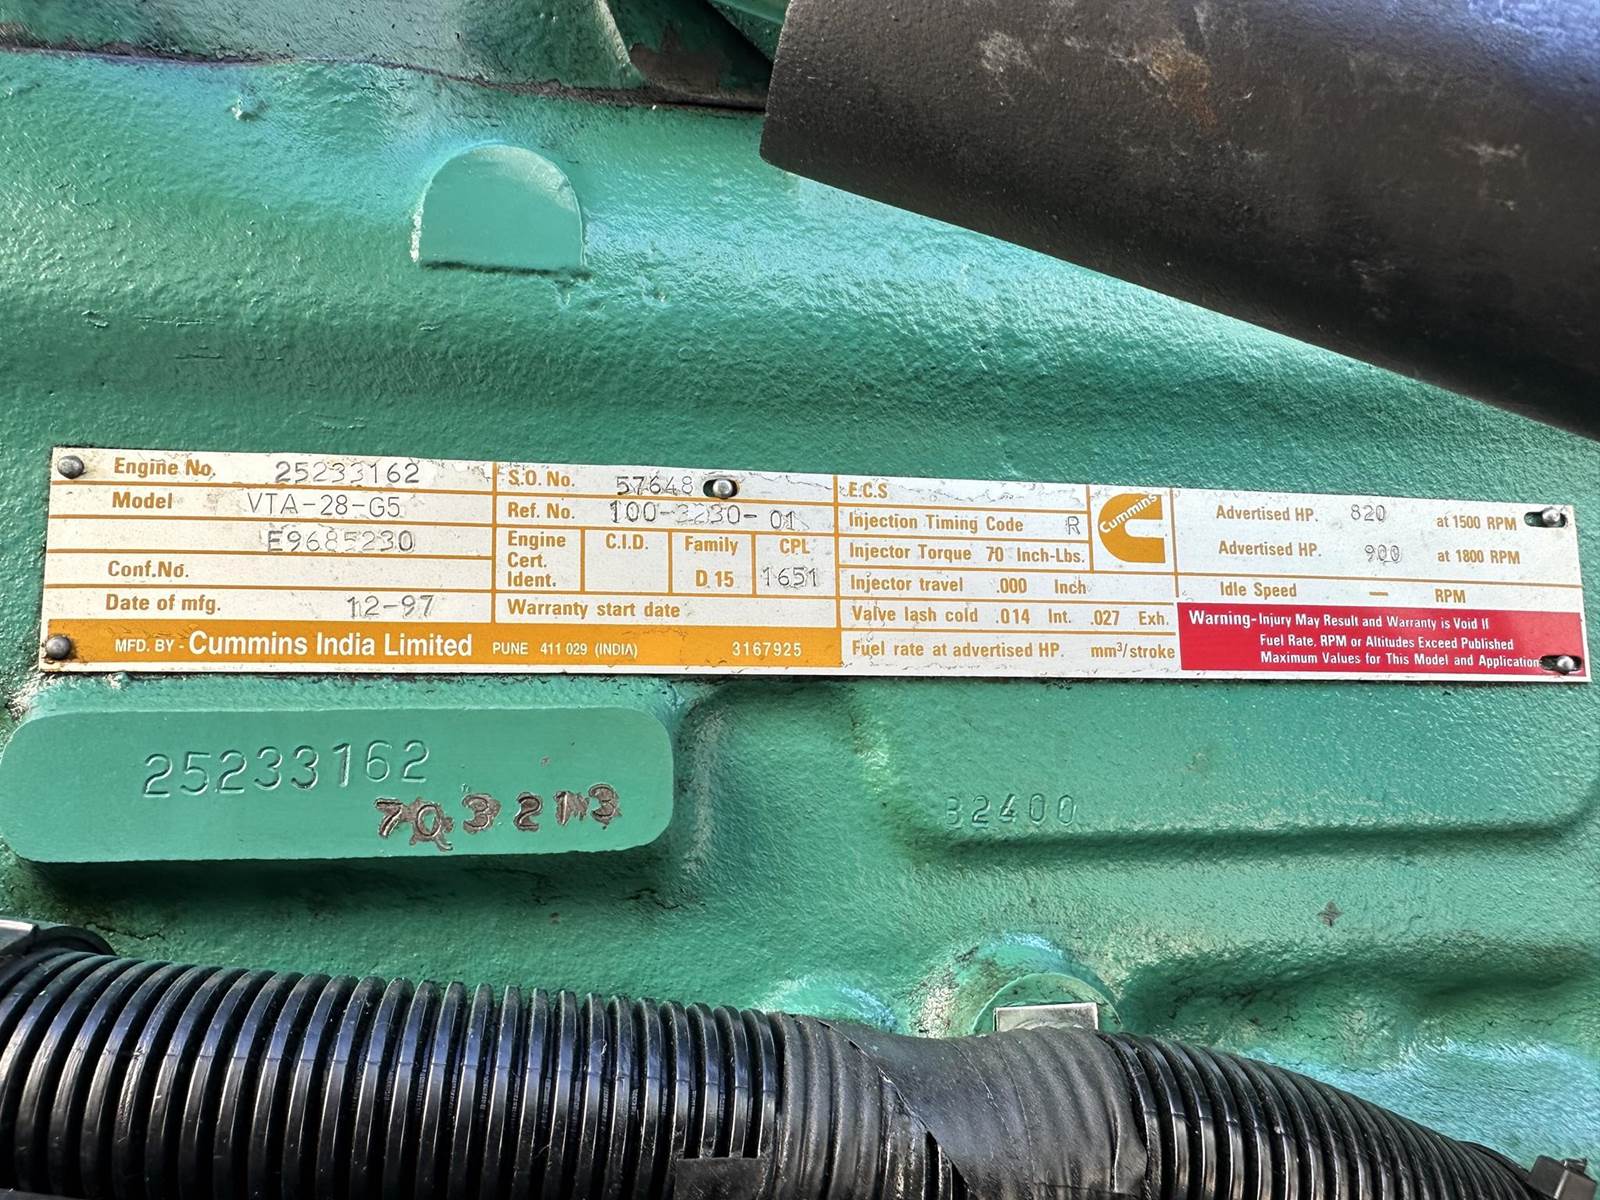 Engine No. 25233162
Model VTA-28-G5
E9685230
Conf.No.
Date of mfg. 12-97
MFD. BY - Cummins India Limited PUNE 411 029 (INDIA) 3167925
S.O. No. 57648
Ref. No. 100-3230-01
Engine Cert. Ident.
C.I.D.
Family
D 15
CPL
1651
Warranty start date
E.C.S
Injection Timing Code R
Injector Torque 70 Inch-Lbs.
Injector travel .000 Inch
Valve lash cold .014 Int. .027 Exh.
Fuel rate at advertised HP. mm³/stroke
Cummins
Advertised HP. 820 at 1500 RPM
Advertised HP. 900 at 1800 RPM
Idle Speed — RPM
Warning-Injury May Result and Warranty is Void If
Fuel Rate, RPM or Altitudes Exceed Published
Maximum Values for This Model and Application
25233162
82400